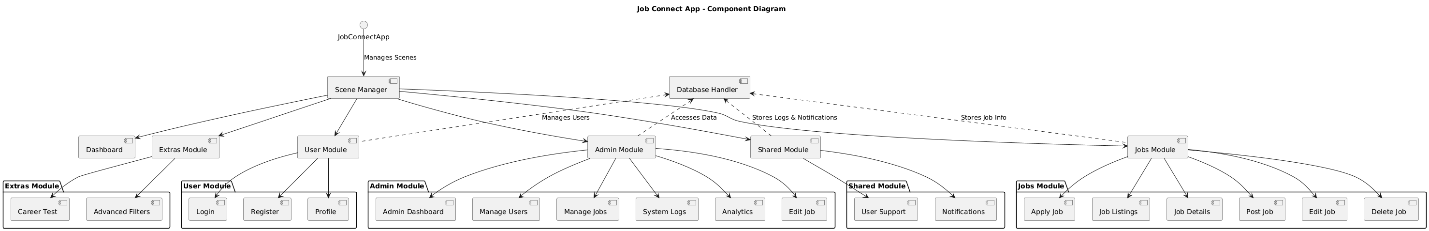 Job Connect App - Component Diagram
JobConnectApp
Manages Scenes
Scene Manager
Database Handler
Manages Users
Accesses Data
Stores Logs & Notifications
Stores Job Info
Dashboard
Extras Module
User Module
Admin Module
Shared Module
Jobs Module
Extras Module
Career Test
Advanced Filters
User Module
Login
Register
Profile
Admin Module
Admin Dashboard
Manage Users
Manage Jobs
System Logs
Analytics
Edit Job
Shared Module
User Support
Notifications
Jobs Module
Apply Job
Job Listings
Job Details
Post Job
Edit Job
Delete Job